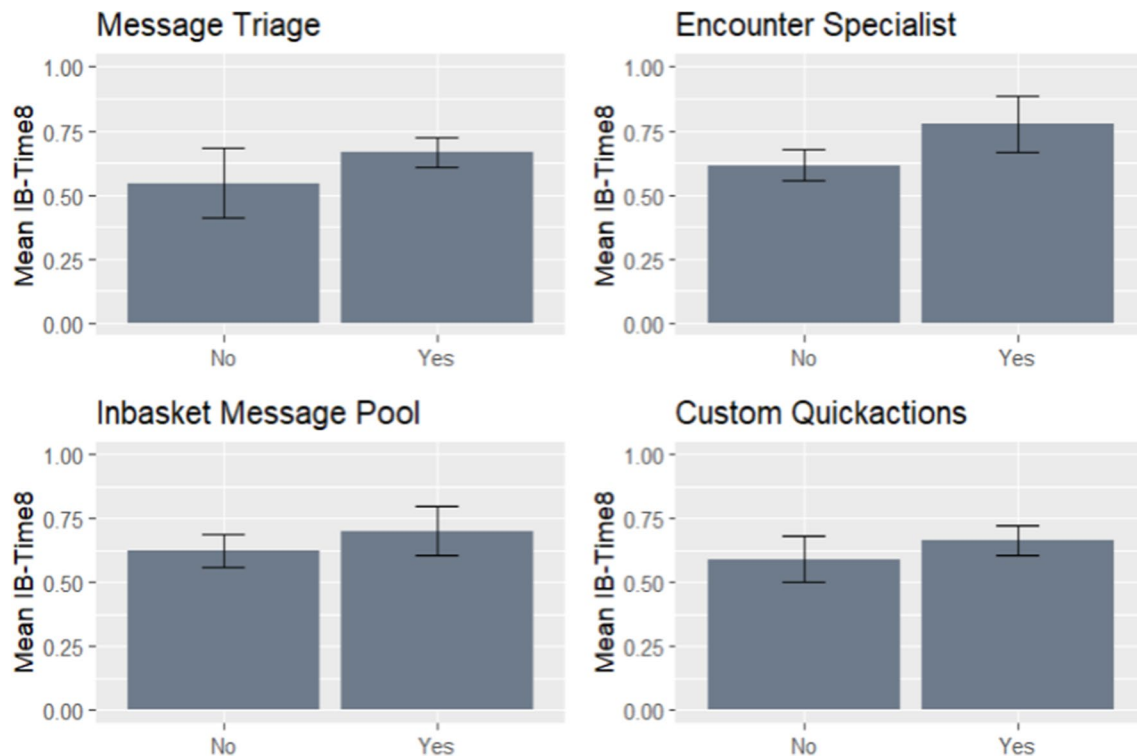 Message Triage
Mean IB-Time8
1.00
0.75
0.50
0.25
0.00
No Yes
Encounter Specialist
Mean IB-Time8
1.00
0.75
0.50
0.25
0.00
No Yes
Inbasket Message Pool
Mean IB-Time8
1.00
0.75
0.50
0.25
0.00
No Yes
Custom Quickactions
Mean IB-Time8
1.00
0.75
0.50
0.25
0.00
No Yes